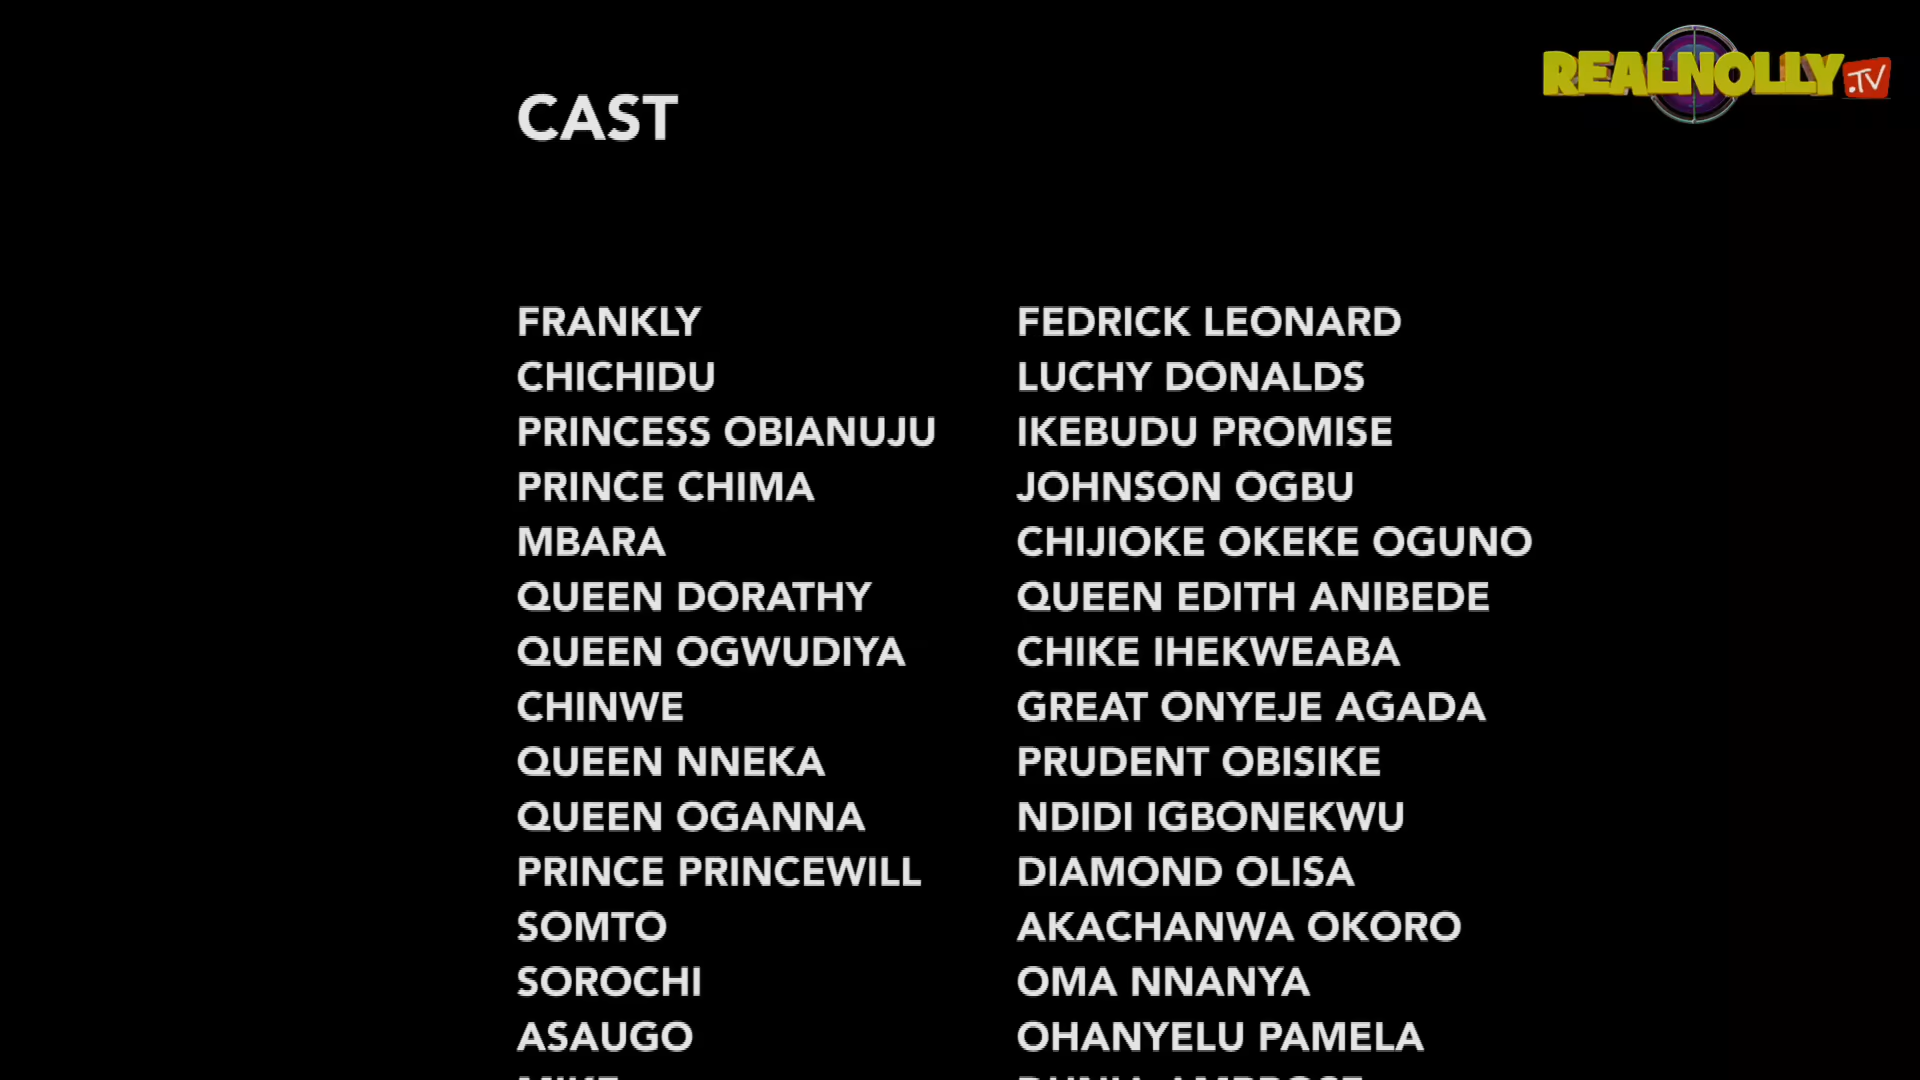 REALNOLLY.TV
CAST
FRANKLY FEDRICK LEONARD
CHICHIDU LUCHY DONALDS
PRINCESS OBIANUJU IKEBUDU PROMISE
PRINCE CHIMA JOHNSON OGBU
MBARA CHIJIOKE OKEKE OGUNO
QUEEN DORATHY QUEEN EDITH ANIBEDE
QUEEN OGWUDIYA CHIKE IHEKWEABA
CHINWE GREAT ONYEJE AGADA
QUEEN NNEKA PRUDENT OBISIKE
QUEEN OGANNA NDIDI IGBONEKWU
PRINCE PRINCEWILL DIAMOND OLISA
SOMTO AKACHANWA OKORO
SOROCHI OMA NNANYA
ASAUGO OHANYELU PAMELA